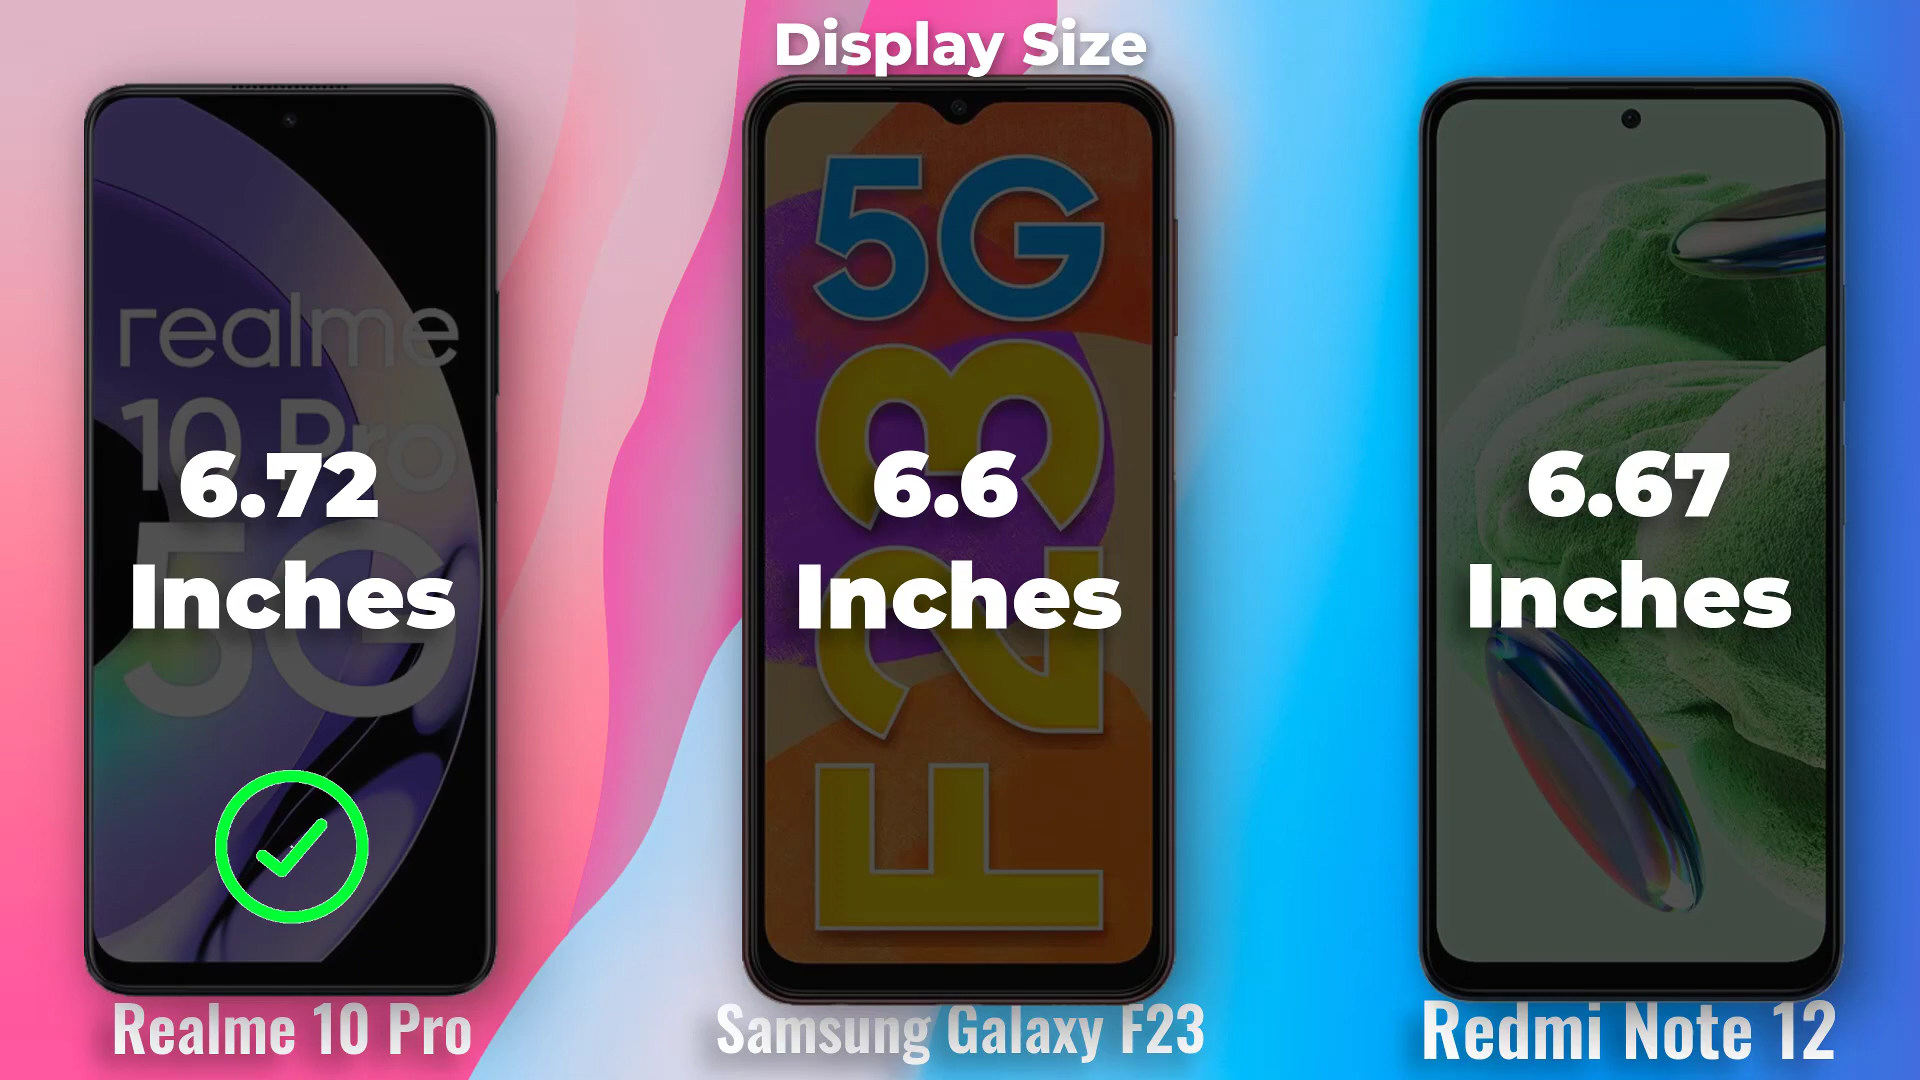 Display Size
realme
10 Pro
5G
6.72
Inches
Realme 10 Pro
5G
F23
6.6
Inches
Samsung Galaxy F23
6.67
Inches
Redmi Note 12